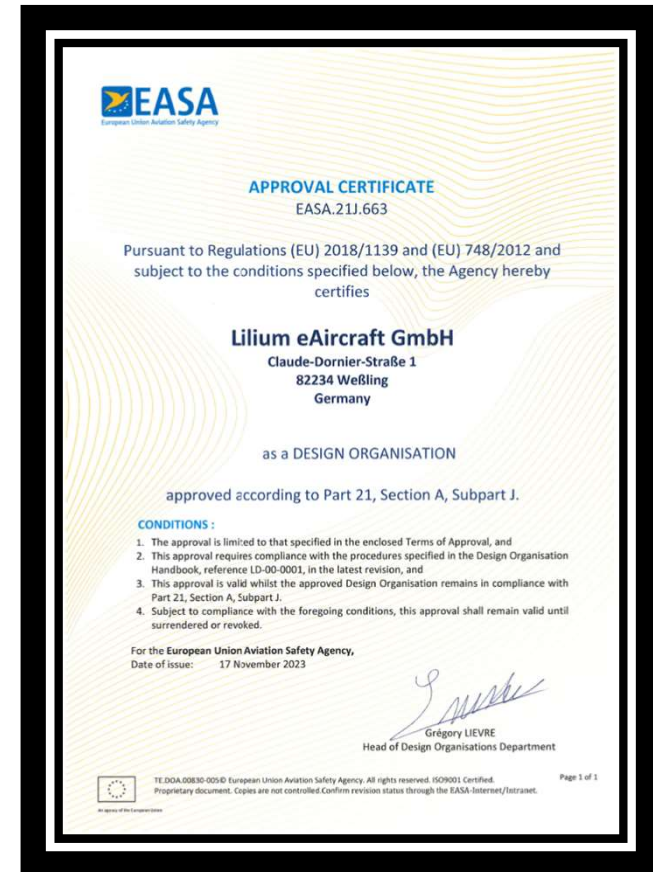 EASA
European Union Aviation Safety Agency
APPROVAL CERTIFICATE
EASA.21J.663
Pursuant to Regulations (EU) 2018/1139 and (EU) 748/2012 and
subject to the conditions specified below, the Agency hereby
certifies
Lilium eAircraft GmbH
Claude-Dornier-Straße 1
82234 Weßling
Germany
as a DESIGN ORGANISATION
approved according to Part 21, Section A, Subpart J.
CONDITIONS :
1. The approval is limited to that specified in the enclosed Terms of Approval, and
2. This approval requires compliance with the procedures specified in the Design Organisation
Handbook, reference LD-00-0001, in the latest revision, and
3. This approval is valid whilst the approved Design Organisation remains in compliance with
Part 21, Section A, Subpart J.
4. Subject to compliance with the foregoing conditions, this approval shall remain valid until
surrendered or revoked.
For the European Union Aviation Safety Agency,
Date of issue: 17 November 2023
Grégory LIEVRE
Head of Design Organisations Department
TE.DOA.00830-005© European Union Aviation Safety Agency. All rights reserved. ISO9001 Certified.
Proprietary document. Copies are not controlled.Confirm revision status through the EASA-Internet/Intranet.
Page 1 of 1
An agency of the European Union